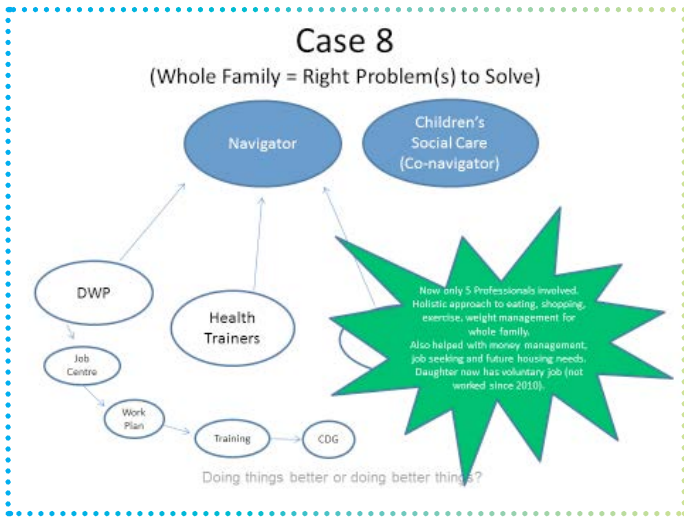 Case 8
(Whole Family = Right Problem(s) to Solve)
Navigator
Children's
Social Care
(Co-navigator)
DWP
Health
Trainers
Now only 5 Professionals involved.
Holistic approach to eating, shopping,
exercise, weight management for
whole family.
Also helped with money management,
job seeking and future housing needs.
Daughter now has voluntary job (not
worked since 2010).
Job
Centre
Work
Plan
Training
CDG
Doing things better or doing better things?